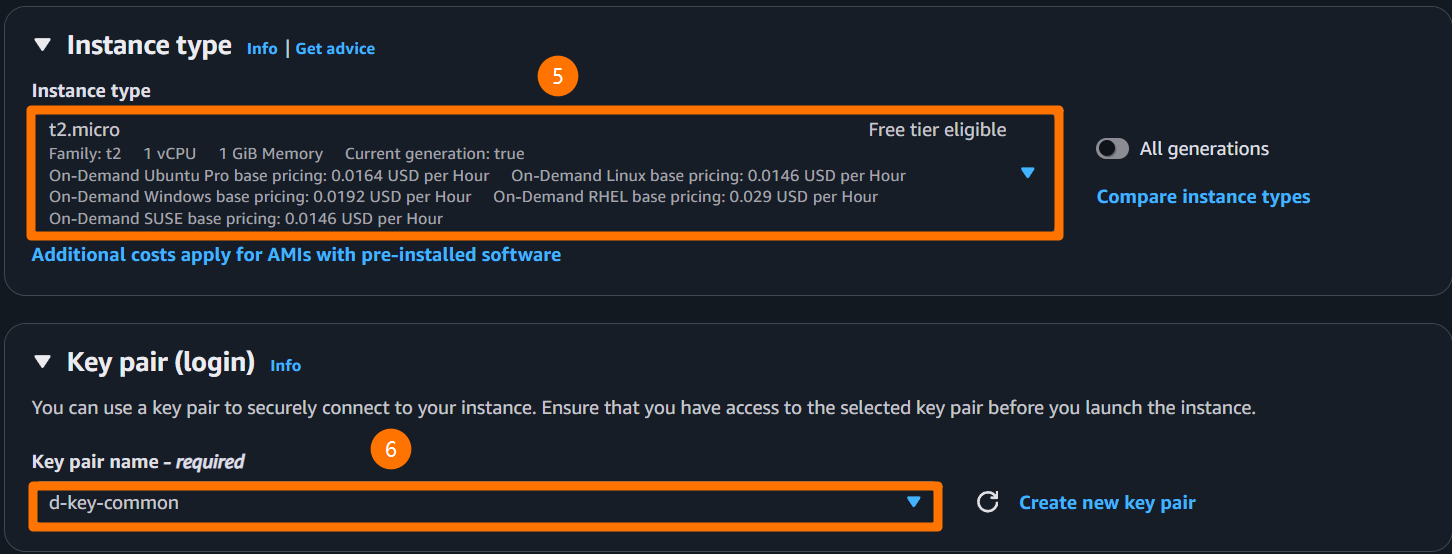 Instance type Info | Get advice
5
Instance type
t2.micro Free tier eligible
Family: t2 1 vCPU 1 GiB Memory Current generation: true
On-Demand Ubuntu Pro base pricing: 0.0164 USD per Hour On-Demand Linux base pricing: 0.0146 USD per Hour
On-Demand Windows base pricing: 0.0192 USD per Hour On-Demand RHEL base pricing: 0.029 USD per Hour
On-Demand SUSE base pricing: 0.0146 USD per Hour
All generations
Compare instance types
Additional costs apply for AMIs with pre-installed software
Key pair (login) Info
You can use a key pair to securely connect to your instance. Ensure that you have access to the selected key pair before you launch the instance.
6
Key pair name - required
d-key-common
Create new key pair